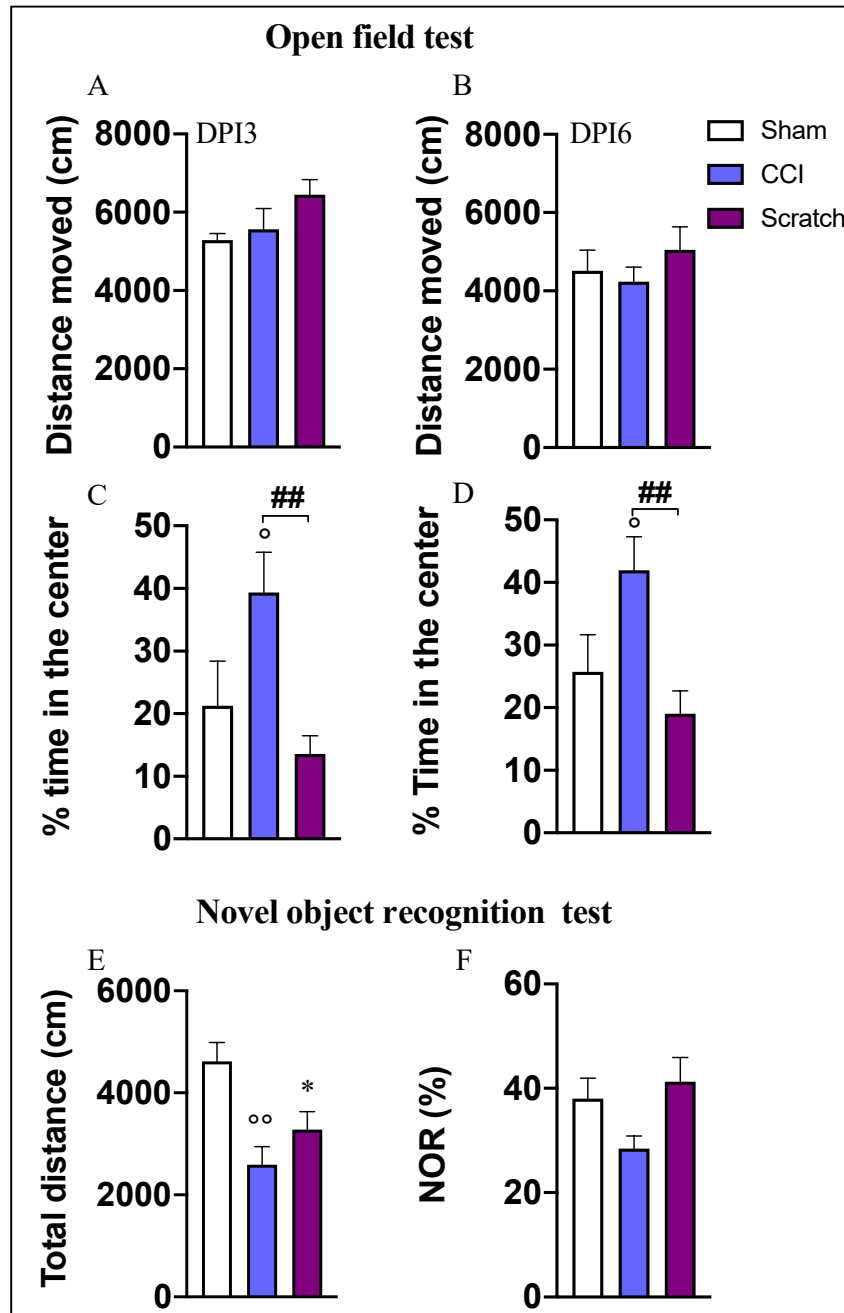 Open field test
A
B
Distance moved (cm)
8000
6000
4000
2000
0
DPI3
Distance moved (cm)
8000
6000
4000
2000
0
DPI6
Sham
CCI
Scratch
C
% time in the center
50
40
30
20
10
0
°
##
D
% Time in the center
50
40
30
20
10
0
°
##
Novel object recognition test
E
Total distance (cm)
6000
4000
2000
0
°°
*
F
NOR (%)
60
40
20
0